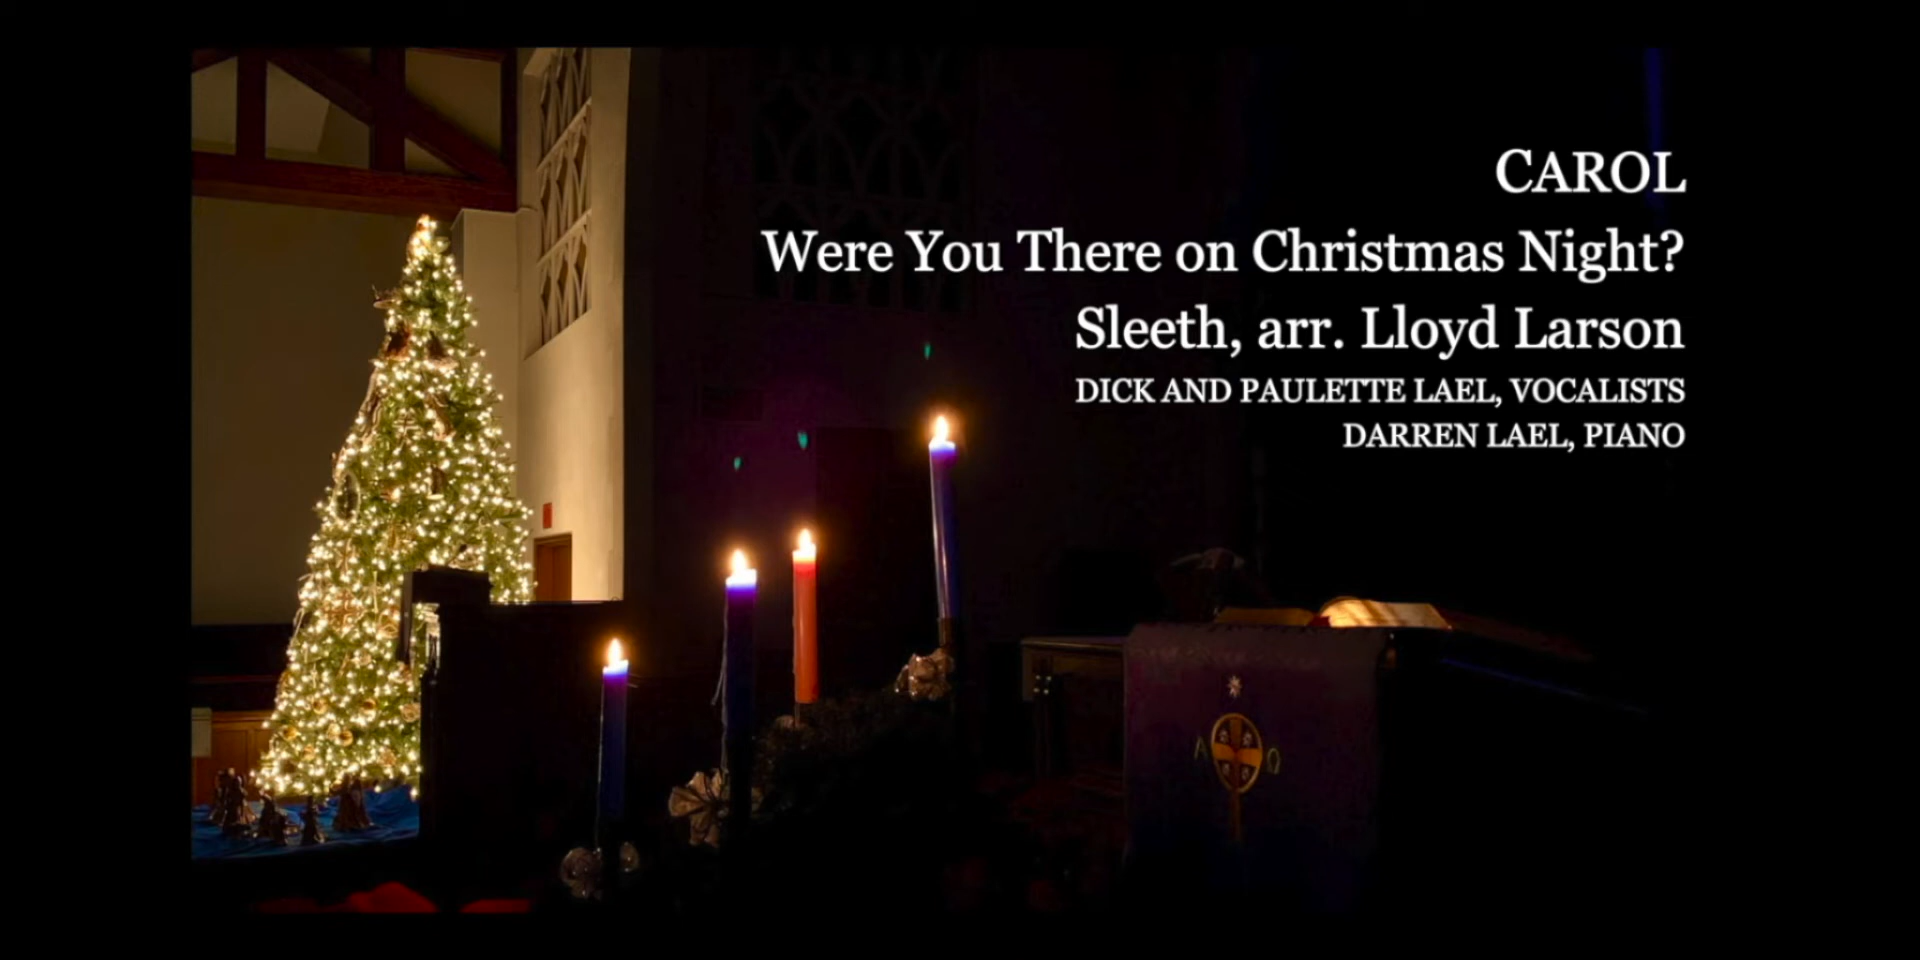 CAROL
Were You There on Christmas Night?
Sleeth, arr. Lloyd Larson
DICK AND PAULETTE LAEL, VOCALISTS
DARREN LAEL, PIANO
Α Ω